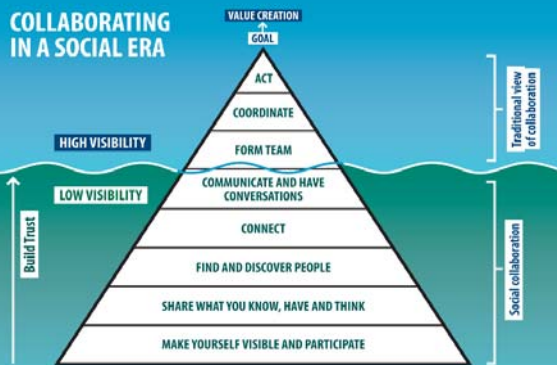 COLLABORATING
IN A SOCIAL ERA
VALUE CREATION
GOAL
ACT
COORDINATE
FORM TEAM
HIGH VISIBILITY
Traditional view
of collaboration
LOW VISIBILITY
COMMUNICATE AND HAVE
CONVERSATIONS
CONNECT
FIND AND DISCOVER PEOPLE
SHARE WHAT YOU KNOW, HAVE AND THINK
MAKE YOURSELF VISIBLE AND PARTICIPATE
Build Trust
Social collaboration